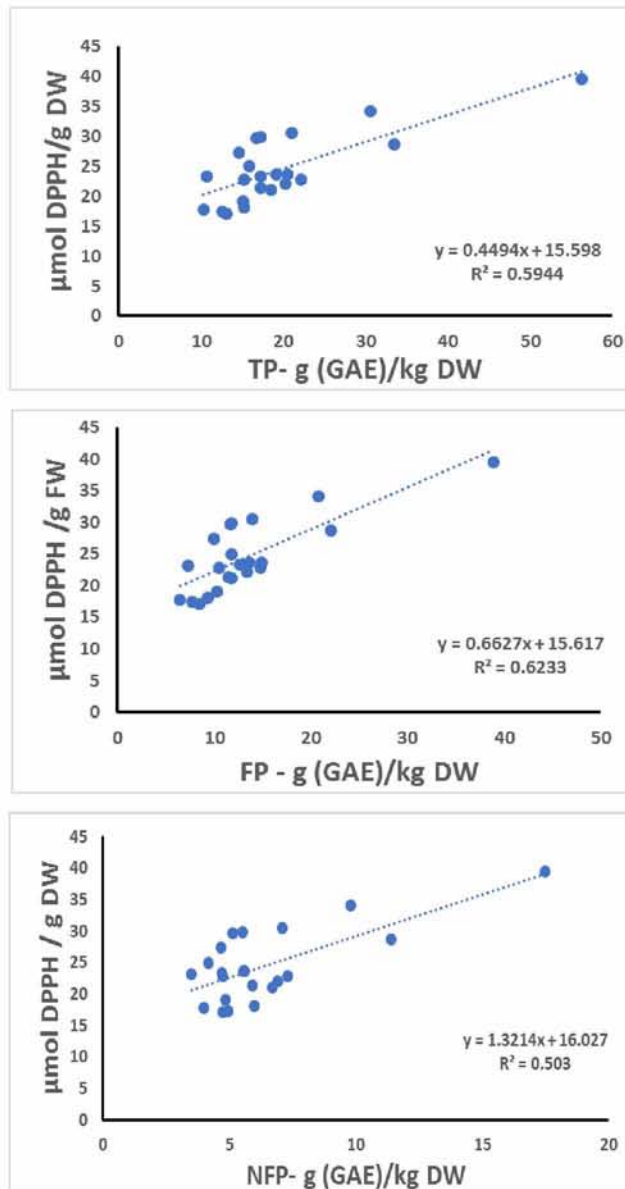 45
40
35
30
25
20
15
10
5
0
µmol DPPH/g DW
y = 0.4494x + 15.598
R² = 0.5944
0 10 20 30 40 50 60
TP- g (GAE)/kg DW
45
40
35
30
25
20
15
10
5
0
µmol DPPH /g FW
y = 0.6627x + 15.617
R² = 0.6233
0 10 20 30 40 50
FP - g (GAE)/kg DW
45
40
35
30
25
20
15
10
5
0
µmol DPPH / g DW
y = 1.3214x + 16.027
R² = 0.503
0 5 10 15 20
NFP- g (GAE)/kg DW